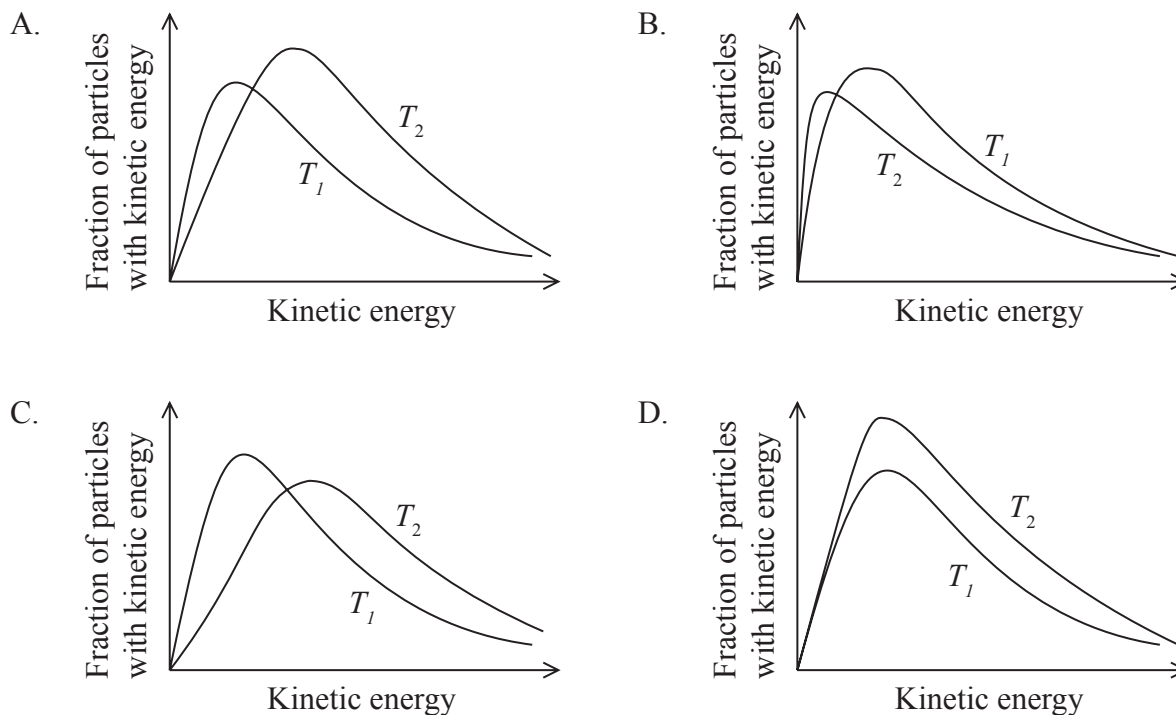 A.
Fraction of particles
with kinetic energy
T₂
T₁
Kinetic energy
B.
Fraction of particles
with kinetic energy
T₁
T₂
Kinetic energy
C.
Fraction of particles
with kinetic energy
T₂
T₁
Kinetic energy
D.
Fraction of particles
with kinetic energy
T₂
T₁
Kinetic energy